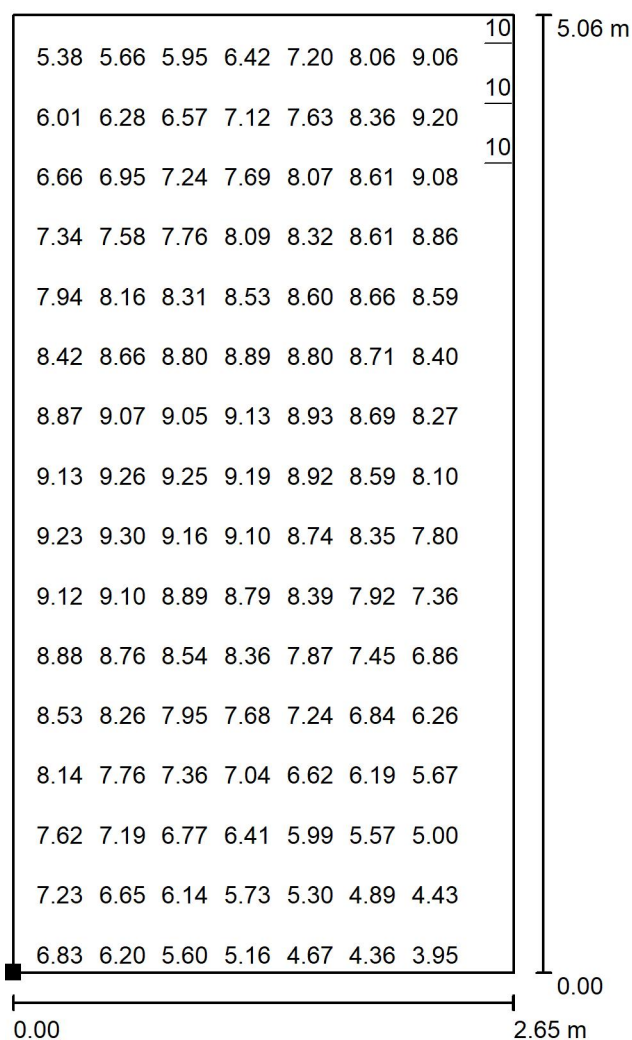 10
5.06 m
5.38 5.66 5.95 6.42 7.20 8.06 9.06
10
6.01 6.28 6.57 7.12 7.63 8.36 9.20
10
6.66 6.95 7.24 7.69 8.07 8.61 9.08
7.34 7.58 7.76 8.09 8.32 8.61 8.86
7.94 8.16 8.31 8.53 8.60 8.66 8.59
8.42 8.66 8.80 8.89 8.80 8.71 8.40
8.87 9.07 9.05 9.13 8.93 8.69 8.27
9.13 9.26 9.25 9.19 8.92 8.59 8.10
9.23 9.30 9.16 9.10 8.74 8.35 7.80
9.12 9.10 8.89 8.79 8.39 7.92 7.36
8.88 8.76 8.54 8.36 7.87 7.45 6.86
8.53 8.26 7.95 7.68 7.24 6.84 6.26
8.14 7.76 7.36 7.04 6.62 6.19 5.67
7.62 7.19 6.77 6.41 5.99 5.57 5.00
7.23 6.65 6.14 5.73 5.30 4.89 4.43
6.83 6.20 5.60 5.16 4.67 4.36 3.95
0.00
0.00
2.65 m